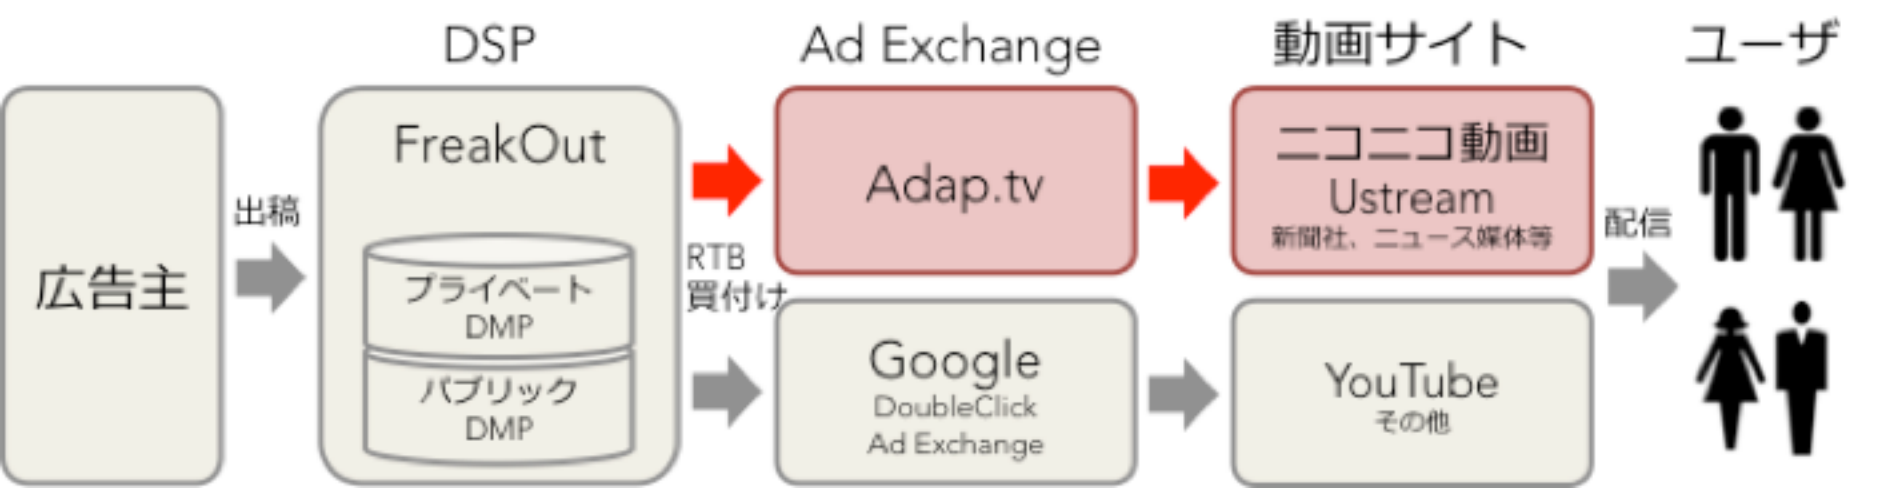 DSP
Ad Exchange
動画サイト
ユーザ
広告主
出稿
FreakOut
プライベート
DMP
パブリック
DMP
RTB
買付け
Adap.tv
Google
DoubleClick
Ad Exchange
ニコニコ動画
Ustream
新聞社、ニュース媒体等
YouTube
その他
配信